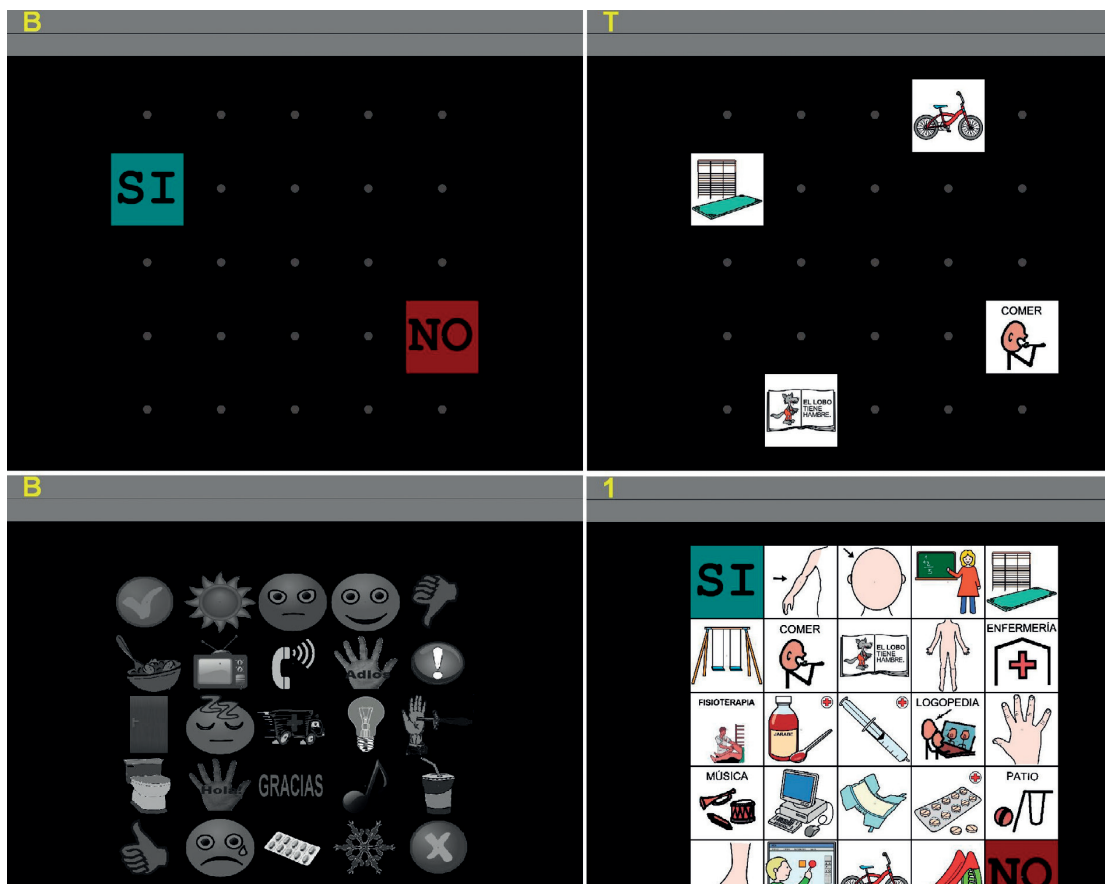 B
SI
NO
T
COMER
EL LOBO
TIENE
HAMBRE.
B
Adios
Hola!
GRACIAS
1
SI
COMER
EL LOBO
TIENE
HAMBRE.
ENFERMERÍA
FISIOTERAPIA
JARABE
LOGOPEDIA
MÚSICA
PATIO
NO